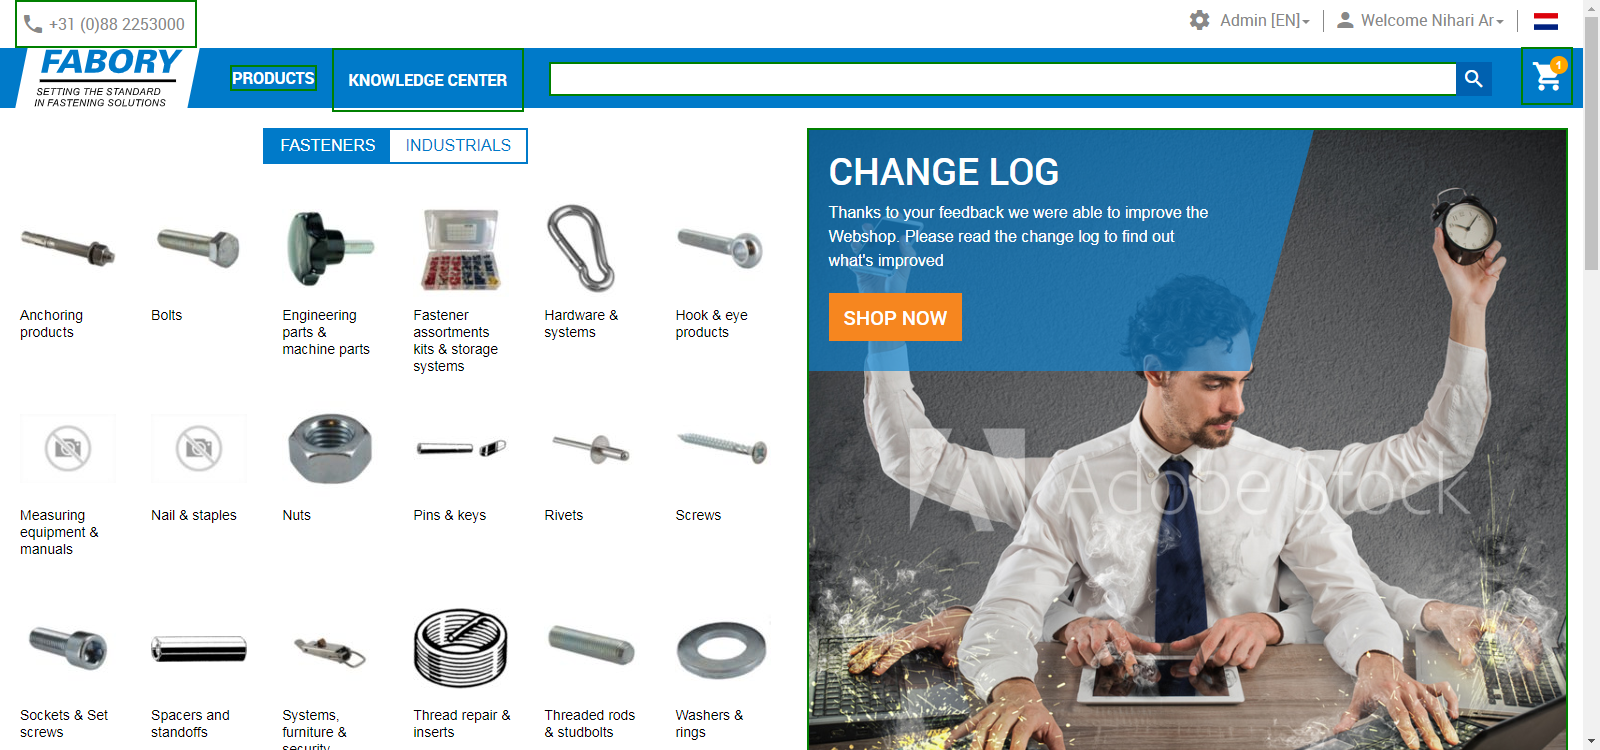 +31 (0)88 2253000
Admin [EN]
Welcome Nihari Ar
FABORY
SETTING THE STANDARD
IN FASTENING SOLUTIONS
PRODUCTS
KNOWLEDGE CENTER
1
FASTENERS
INDUSTRIALS
CHANGE LOG
Thanks to your feedback we were able to improve the
Webshop. Please read the change log to find out
what's improved
SHOP NOW
Adobe Stock
Anchoring
products
Bolts
Engineering
parts &
machine parts
Fastener
assortments
kits & storage
systems
Hardware &
systems
Hook & eye
products
Measuring
equipment &
manuals
Nail & staples
Nuts
Pins & keys
Rivets
Screws
Sockets & Set
screws
Spacers and
standoffs
Systems,
furniture &
security
Thread repair &
inserts
Threaded rods
& studbolts
Washers &
rings